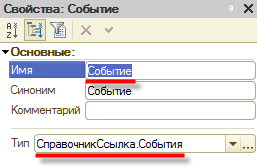 Свойства: Событие
Основные:
Имя Событие
Синоним Событие
Комментарий
Тип СправочникСсылка.События